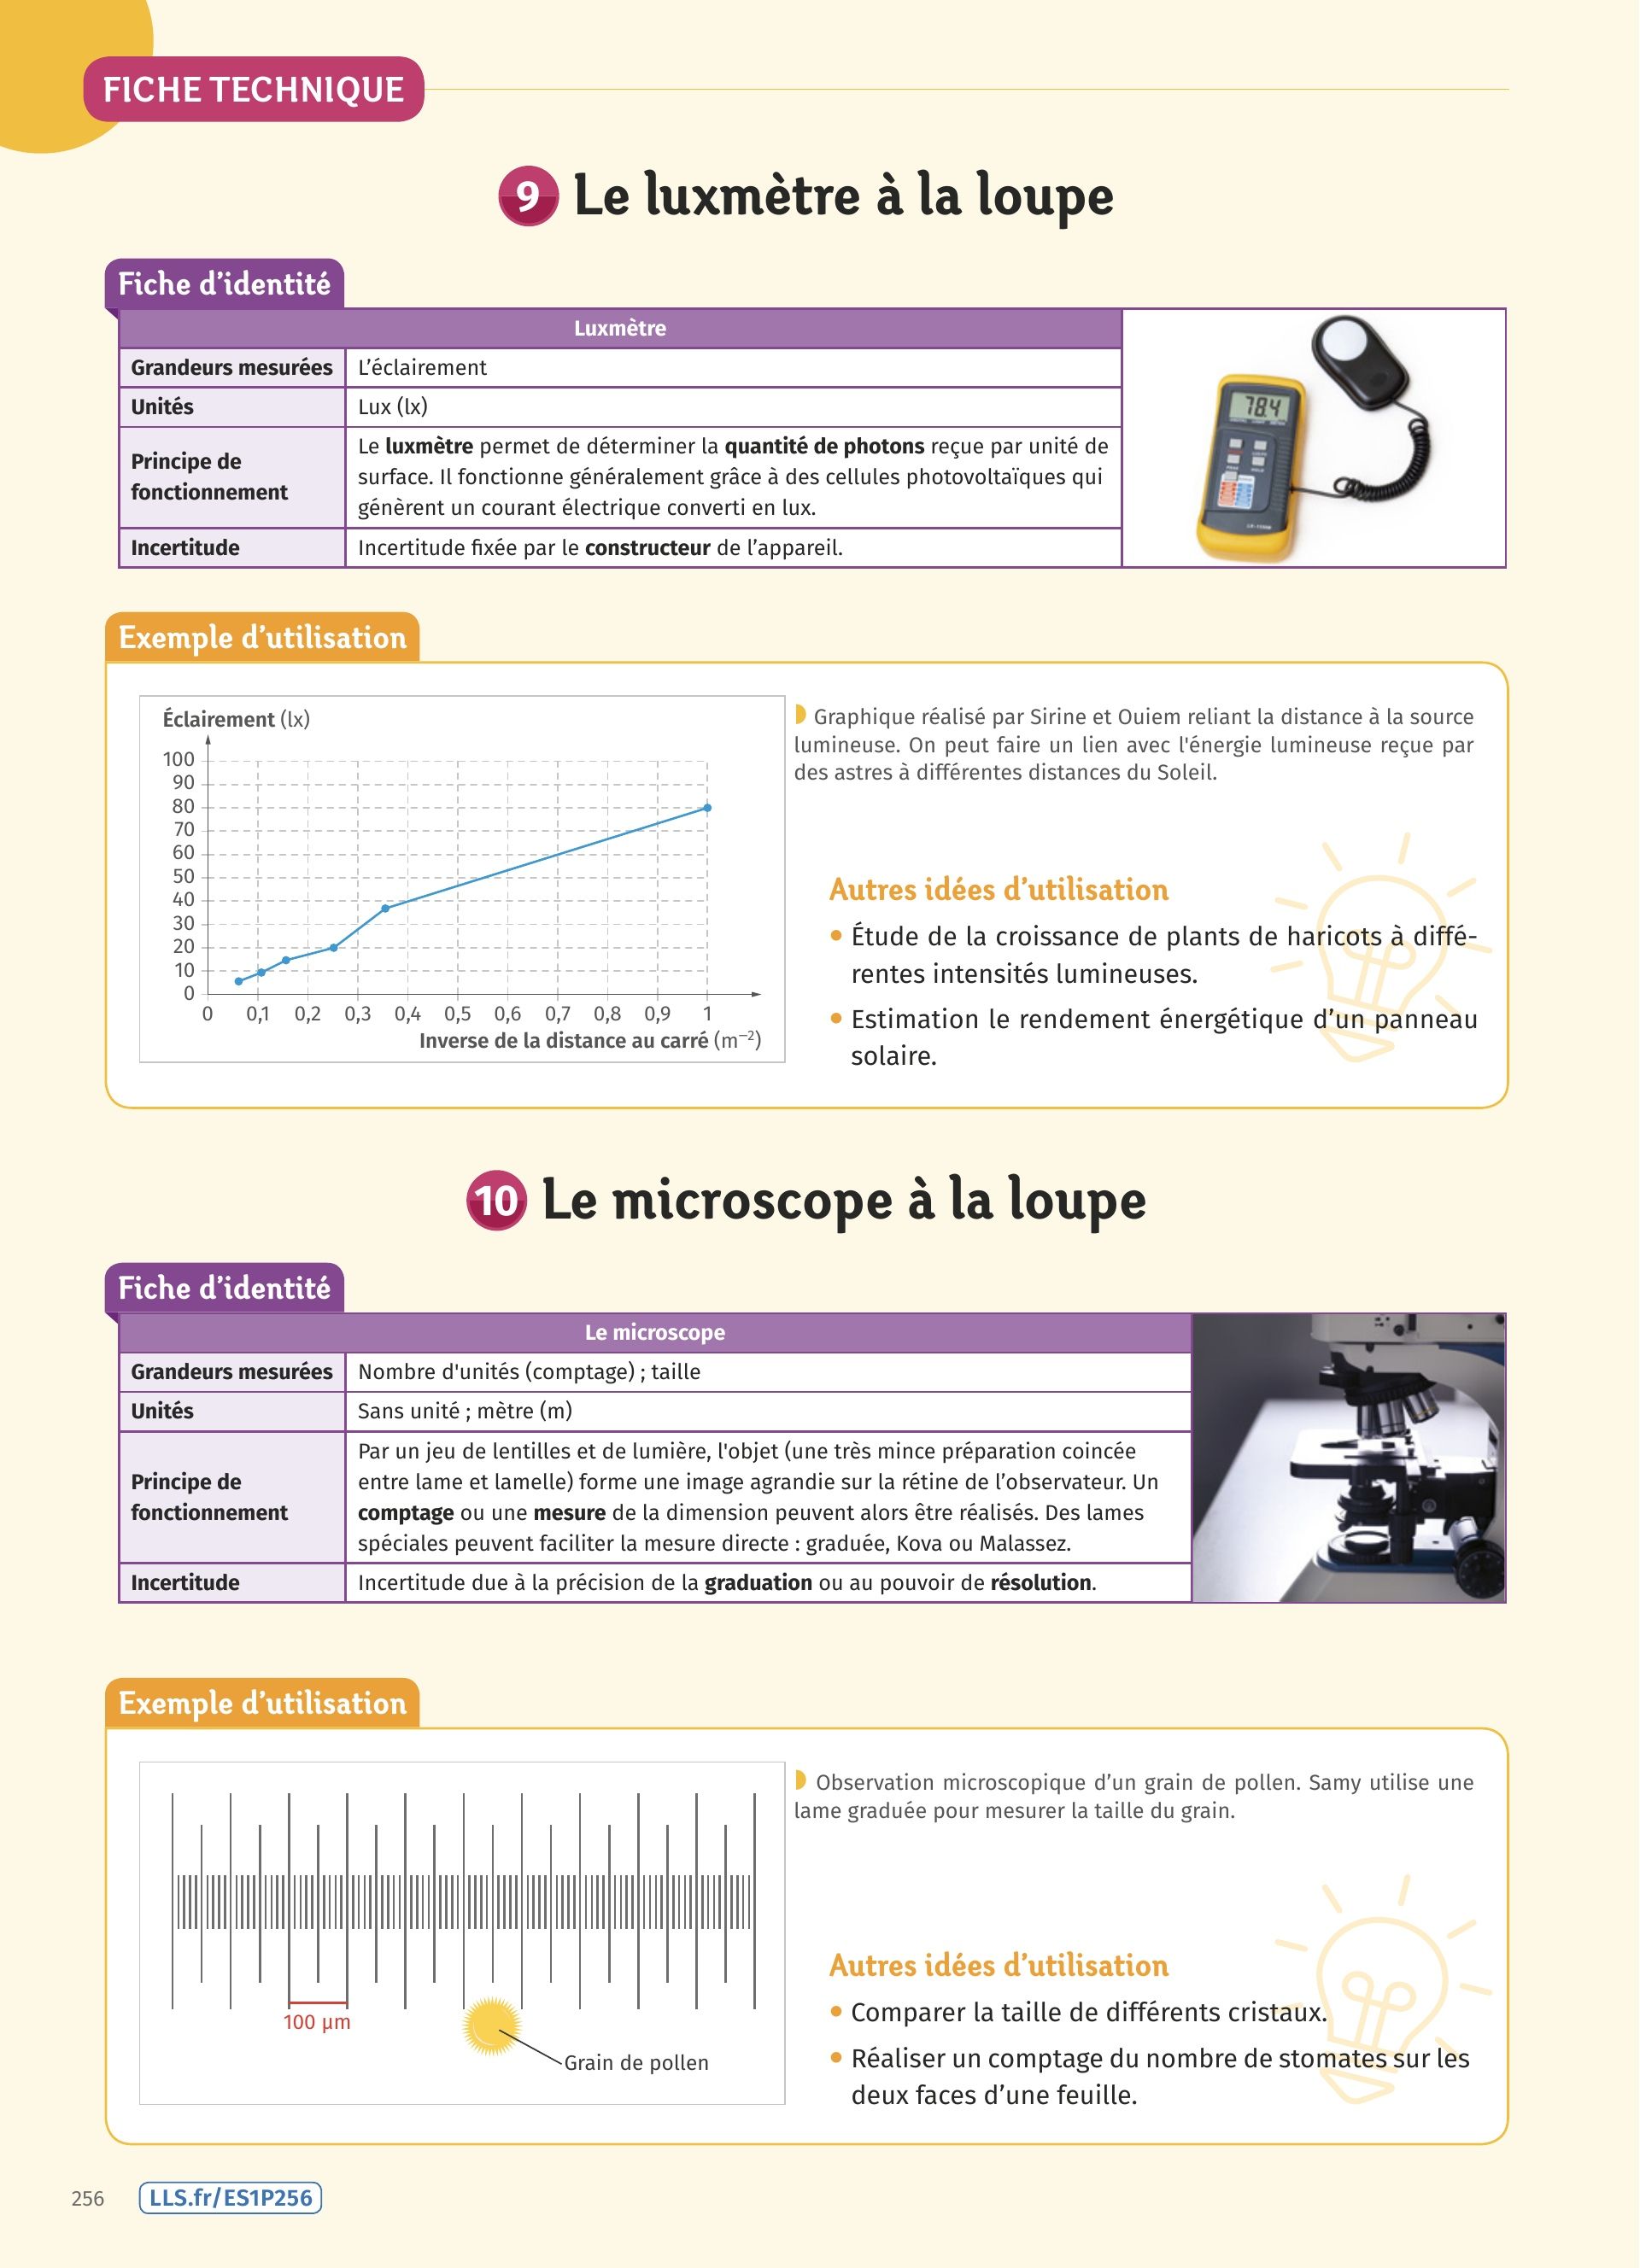 FICHE TECHNIQUE
9 Le luxmètre à la loupe
Fiche d'identité
Luxmètre
Grandeurs mesurées L'éclairement
Unités Lux (lx)
Principe de fonctionnement
Le luxmètre permet de déterminer la quantité de photons reçue par unité de
surface. Il fonctionne généralement grâce à des cellules photovoltaïques qui
génèrent un courant électrique converti en lux.
Incertitude Incertitude fixée par le constructeur de l'appareil.
78.4
Exemple d'utilisation
Éclairement (lx)
100
90
80
70
60
50
40
30
20
10
0
0 0,1 0,2 0,3 0,4 0,5 0,6 0,7 0,8 0,9 1
Inverse de la distance au carré (m⁻²)
Graphique réalisé par Sirine et Ouiem reliant la distance à la source
lumineuse. On peut faire un lien avec l'énergie lumineuse reçue par
des astres à différentes distances du Soleil.
Autres idées d'utilisation
• Étude de la croissance de plants de haricots à diffé-
rentes intensités lumineuses.
• Estimation le rendement énergétique d'un panneau
solaire.
10 Le microscope à la loupe
Fiche d'identité
Le microscope
Grandeurs mesurées Nombre d'unités (comptage) ; taille
Unités Sans unité ; mètre (m)
Principe de fonctionnement
Par un jeu de lentilles et de lumière, l'objet (une très mince préparation coincée
entre lame et lamelle) forme une image agrandie sur la rétine de l'observateur. Un
comptage ou une mesure de la dimension peuvent alors être réalisés. Des lames
spéciales peuvent faciliter la mesure directe : graduée, Kova ou Malassez.
Incertitude Incertitude due à la précision de la graduation ou au pouvoir de résolution.
Exemple d'utilisation
100 µm
Grain de pollen
Observation microscopique d'un grain de pollen. Samy utilise une
lame graduée pour mesurer la taille du grain.
Autres idées d'utilisation
• Comparer la taille de différents cristaux.
• Réaliser un comptage du nombre de stomates sur les
deux faces d'une feuille.
256 LLS.fr/ES1P256